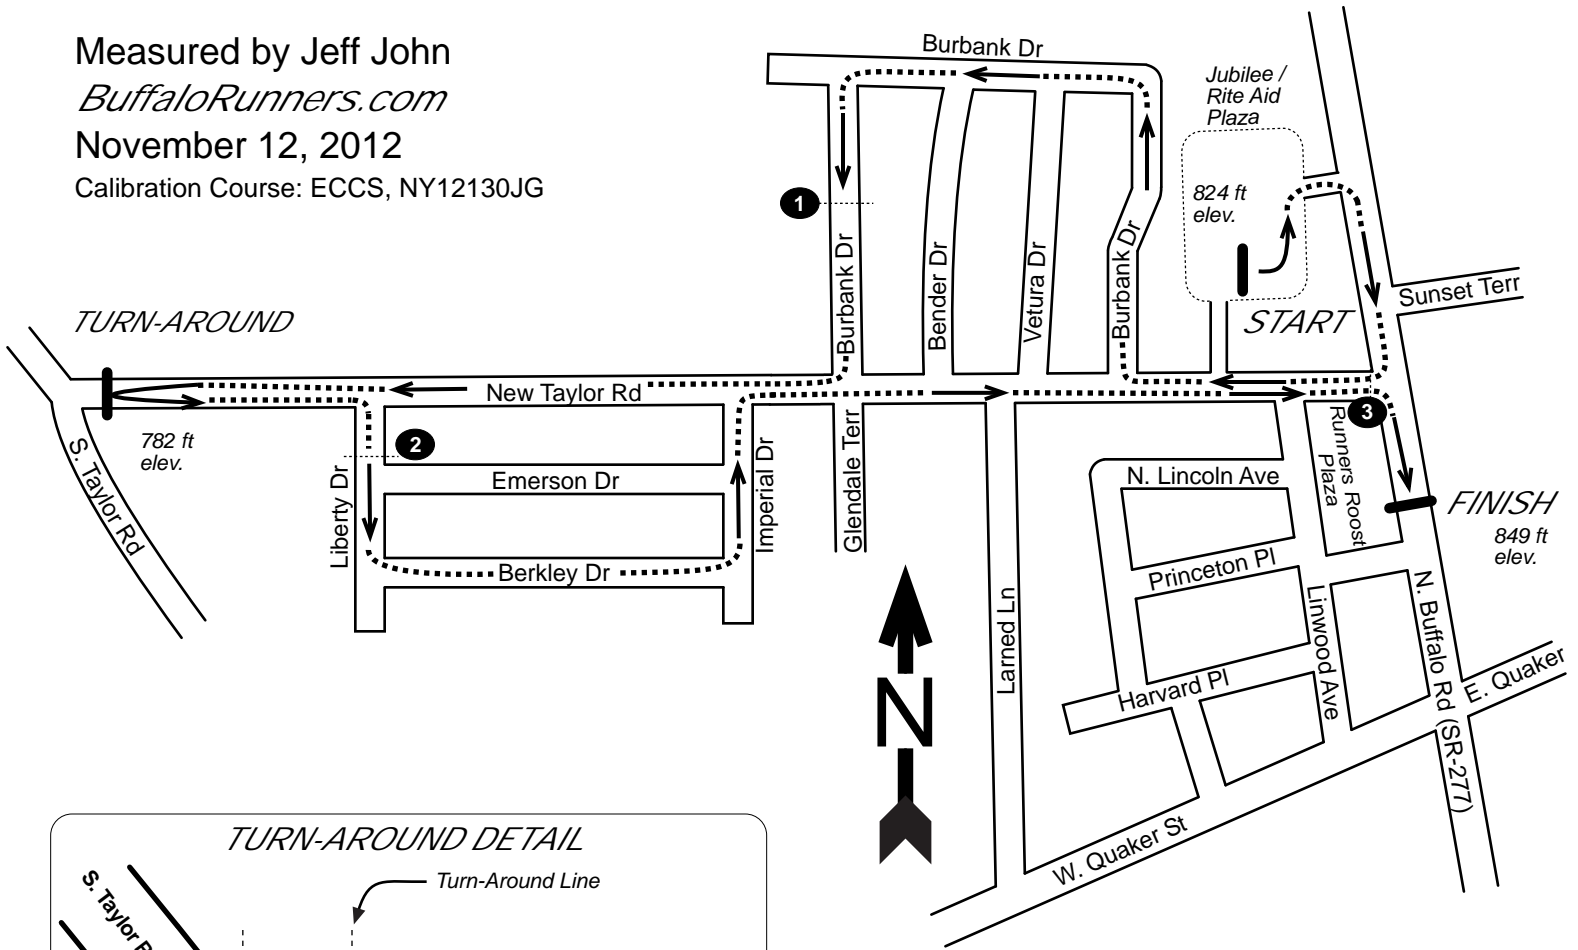 Measured by Jeff John
BuffaloRunners.com
November 12, 2012
Calibration Course: ECCS, NY12130JG
Burbank Dr
Jubilee /
Rite Aid
Plaza
824 ft
elev.
1
Burbank Dr
Bender Dr
Vetura Dr
Burbank Dr
Sunset Terr
START
TURN-AROUND
New Taylor Rd
782 ft
elev.
S. Taylor Rd
2
3
Liberty Dr
Emerson Dr
Imperial Dr
Glendale Terr
Berkley Dr
N. Lincoln Ave
Runners Roost
Plaza
FINISH
849 ft
elev.
Princeton Pl
Larned Ln
Linwood Ave
N. Buffalo Rd (SR-277)
Harvard Pl
E. Quaker
N
W. Quaker St
TURN-AROUND DETAIL
Turn-Around Line
S. Taylor